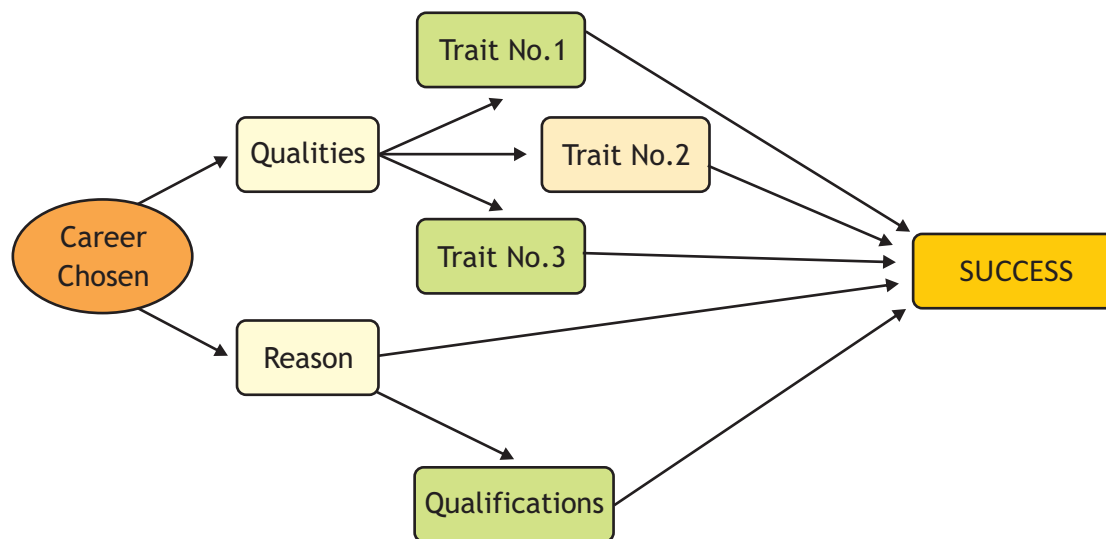 Trait No.1
Qualities
Trait No.2
Career
Chosen
Trait No.3
SUCCESS
Reason
Qualifications